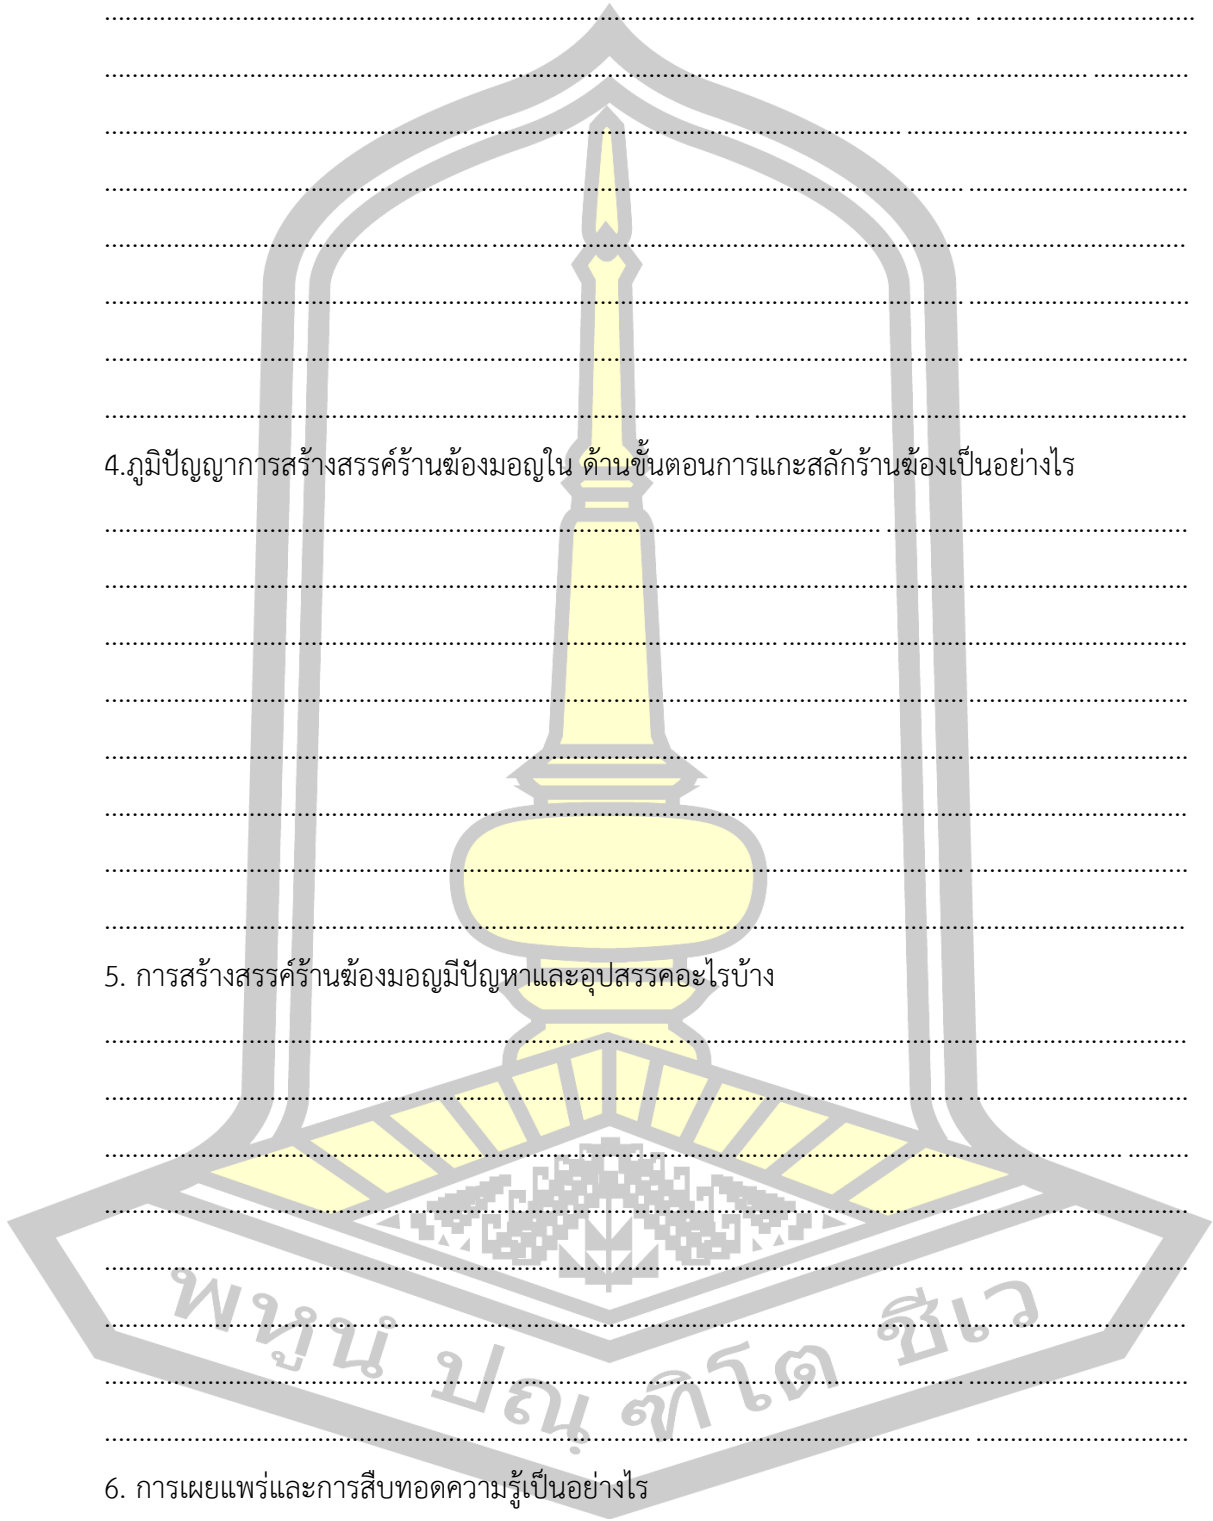 4.ภูมิปัญญาการสร้างสรรค์ร้านฆ้องมอญใน ด้านขั้นตอนการแกะสลักร้านฆ้องเป็นอย่างไร
5. การสร้างสรรค์ร้านฆ้องมอญมีปัญหาและอุปสรรคอะไรบ้าง
พหูนํ ปณฺฑิโต ชีเว
6. การเผยแพร่และการสืบทอดความรู้เป็นอย่างไร